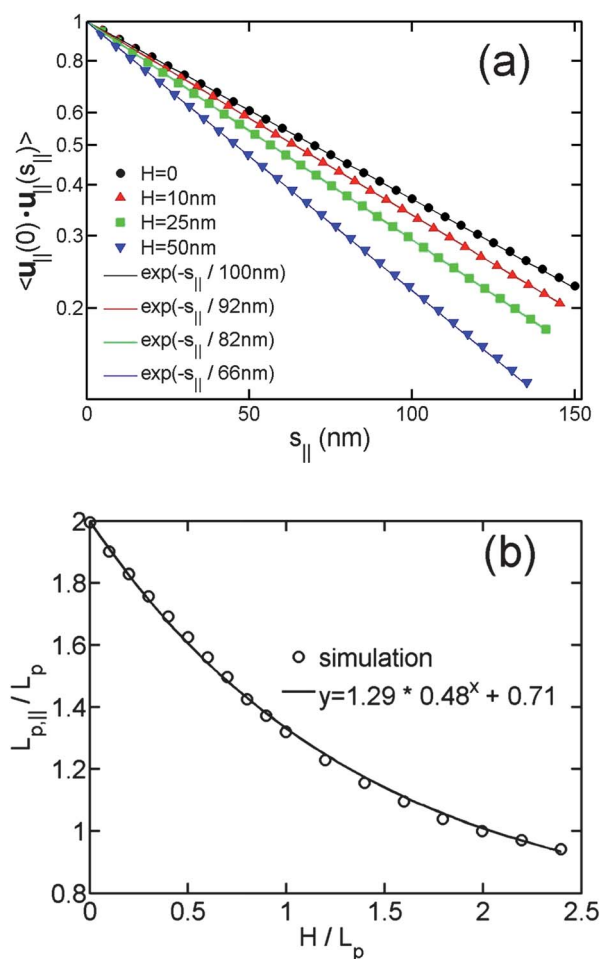 (a)
1
0.8
0.6
0.5
0.4
0.3
0.2
<u||(0)·u||(s||)>
H=0
H=10nm
H=25nm
H=50nm
exp(-s|| / 100nm)
exp(-s|| / 92nm)
exp(-s|| / 82nm)
exp(-s|| / 66nm)
0 50 100 150
s|| (nm)
(b)
2
1.8
1.6
1.4
1.2
1
0.8
Lp,|| / Lp
simulation
y=1.29 * 0.48^x + 0.71
0 0.5 1 1.5 2 2.5
H / Lp